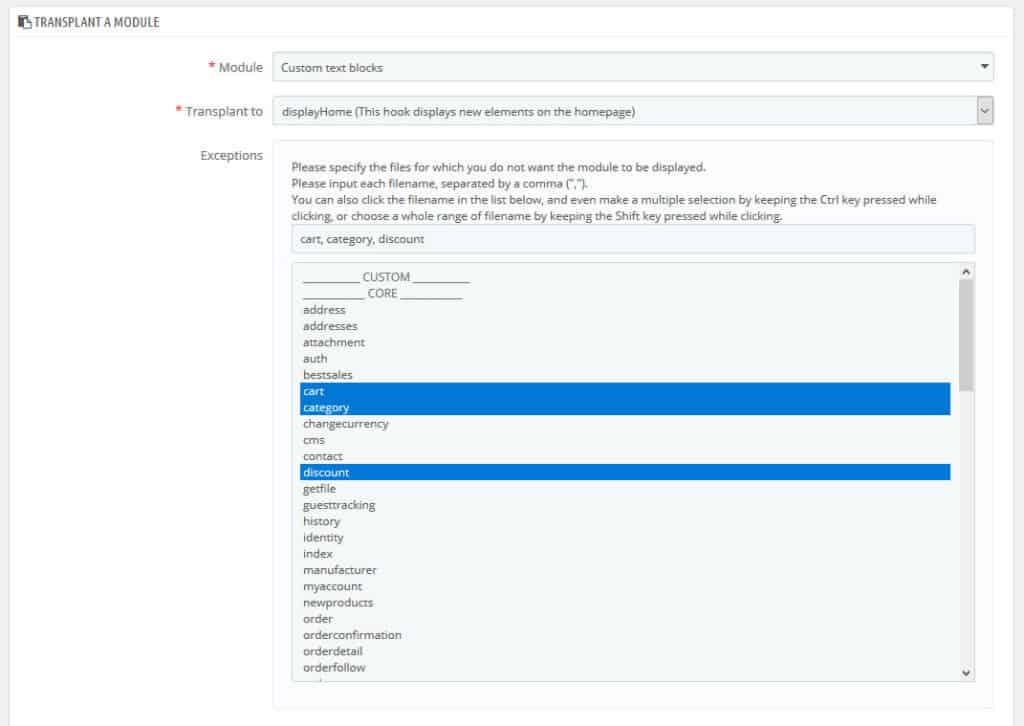 TRANSPLANT A MODULE
* Module
Custom text blocks
* Transplant to
displayHome (This hook displays new elements on the homepage)
Exceptions
Please specify the files for which you do not want the module to be displayed.
Please input each filename, separated by a comma (",").
You can also click the filename in the list below, and even make a multiple selection by keeping the Ctrl key pressed while
clicking, or choose a whole range of filename by keeping the Shift key pressed while clicking.
cart, category, discount
___________ CUSTOM ___________
____________ CORE ____________
address
addresses
attachment
auth
bestsales
cart
category
changecurrency
cms
contact
discount
getfile
guesttracking
history
identity
index
manufacturer
myaccount
newproducts
order
orderconfirmation
orderdetail
orderfollow